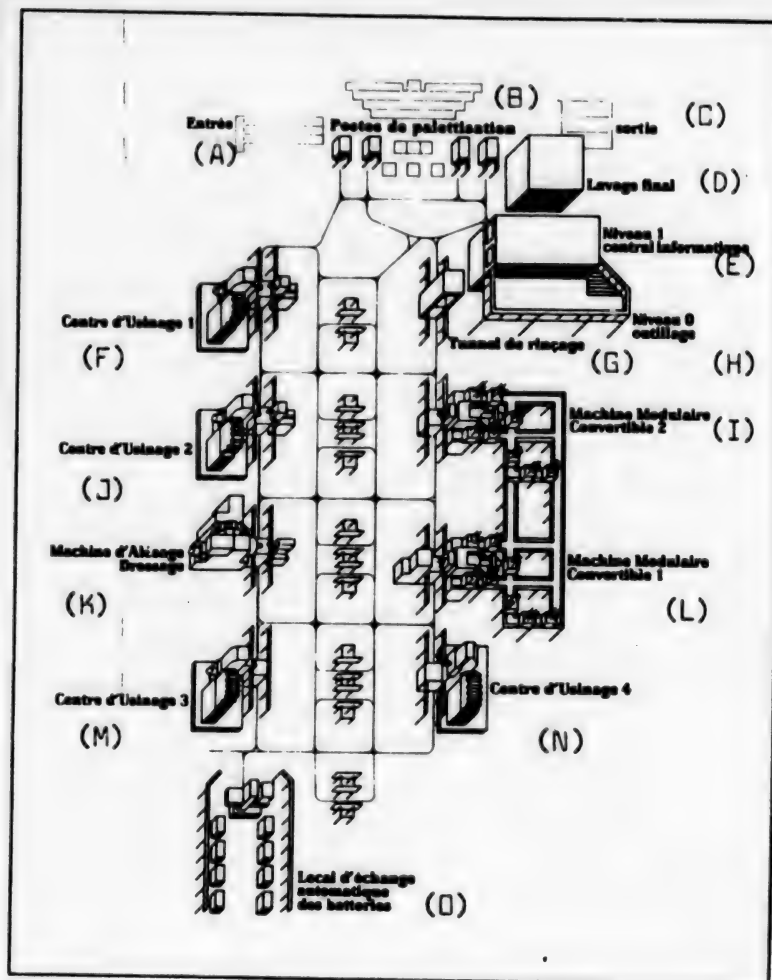 (B)
Entrée
Postes de palettisation
sortie
(C)
(A)
Lavage final
(D)
Niveau 1
central informatique
(E)
Centre d'Usinage 1
Niveau 0
outillage
Tunnel de rinçage
(F)
(G)
(H)
Machine Modulaire
Convertible 2
(I)
Centre d'Usinage 2
(J)
Machine d'Alésage
Dressage
Machine Modulaire
Convertible 1
(K)
(L)
Centre d'Usinage 3
Centre d'Usinage 4
(M)
(N)
Local d'échange
automatique
des batteries
(O)